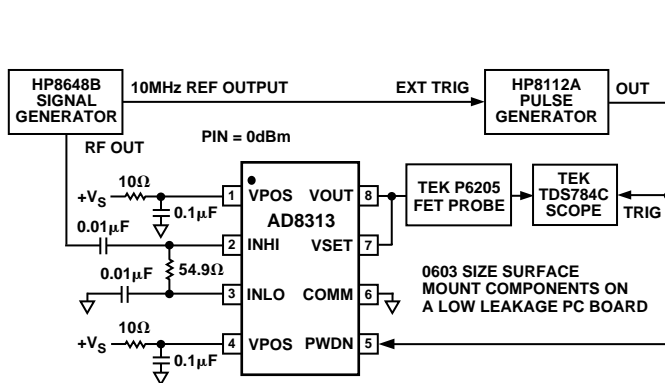 HP8648B
SIGNAL
GENERATOR
10MHz REF OUTPUT
EXT TRIG
HP8112A
PULSE
GENERATOR
OUT
RF OUT
PIN = 0dBm
+VS
10Ω
0.1µF
1
VPOS
VOUT
8
AD8313
TEK P6205
FET PROBE
TEK
TDS784C
SCOPE
TRIG
0.01µF
2
INHI
VSET
7
54.9Ω
0.01µF
3
INLO
COMM
6
0603 SIZE SURFACE
MOUNT COMPONENTS ON
A LOW LEAKAGE PC BOARD
+VS
10Ω
0.1µF
4
VPOS
PWDN
5